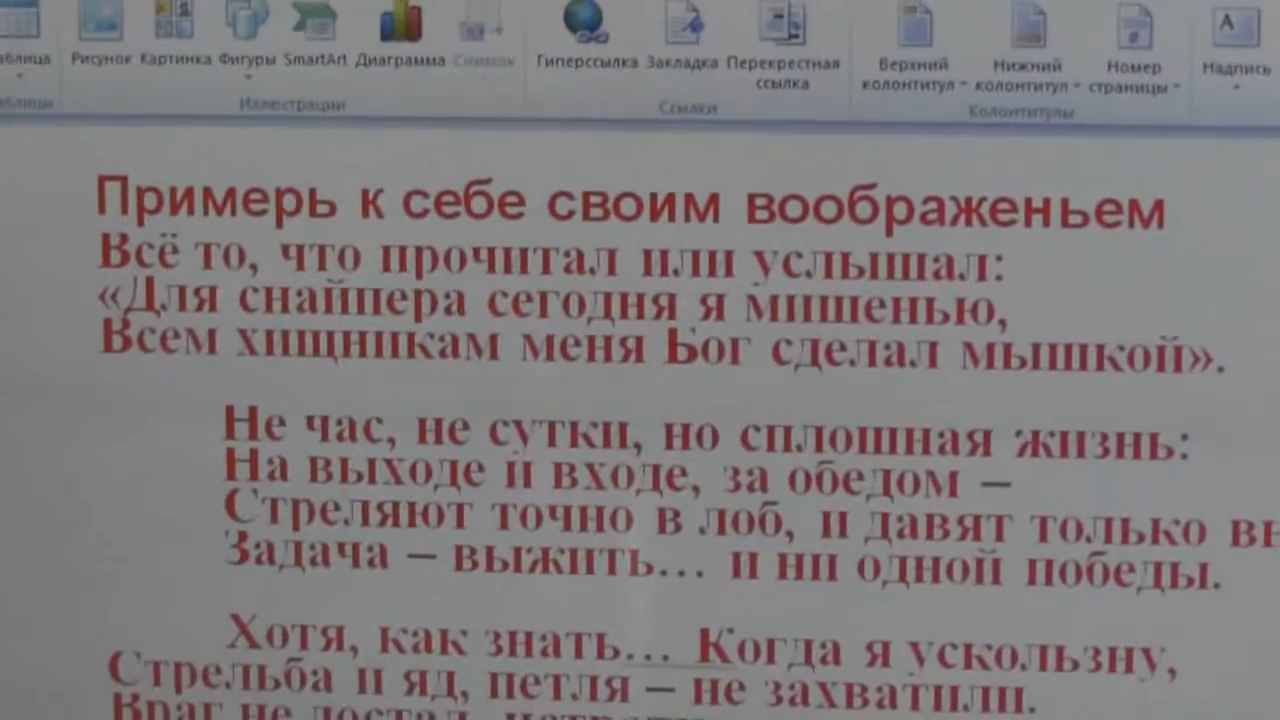 Рисунок Картинка Фигуры SmartArt Диаграмма Снимок Гиперссылка Закладка Перекрестная ссылка Верхний колонтитул Нижний колонтитул Номер страницы Надпись
Иллюстрации Ссылки Колонтитулы
Примерь к себе своим воображеньем
Всё то, что прочитал или услышал:
«Для снайпера сегодня я мишенью,
Всем хищникам меня Бог сделал мышкой».
Не час, не сутки, но сплошная жизнь:
На выходе и входе, за обедом –
Стреляют точно в лоб, и давят только
Задача – выжить... и ни одной победы.
Хотя, как знать... Когда я ускользну,
Стрельба и яд, петля – не захватили.
Враг не достал,